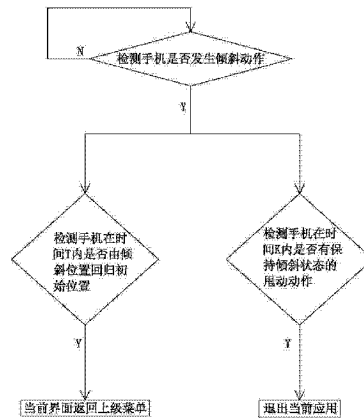 检测手机是否发生倾斜动作
N
Y
检测手机在时
间T内是否由倾
斜位置回归初
始位置
检测手机在时
间K内是否有保
持倾斜状态的
甩动动作
Y
Y
当前界面返回上级菜单
退出当前应用